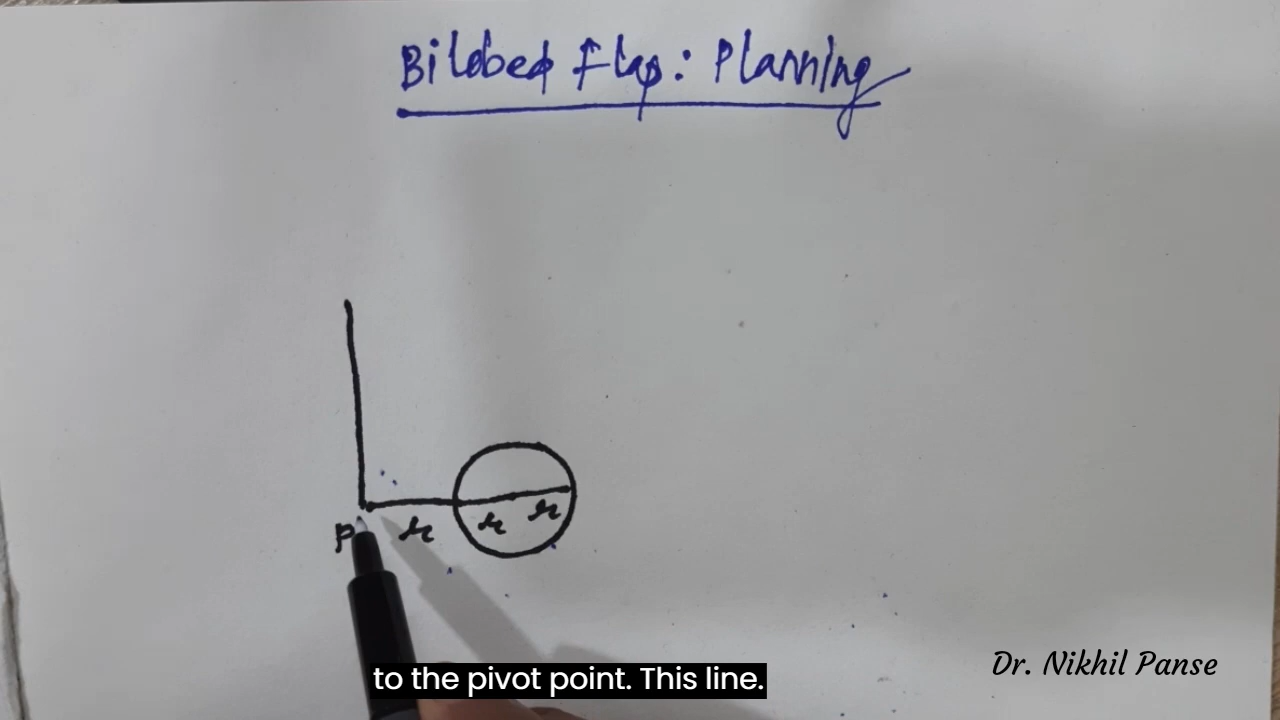 Bilobed Flap: Planning
P r r r
to the pivot point. This line.
Dr. Nikhil Panse